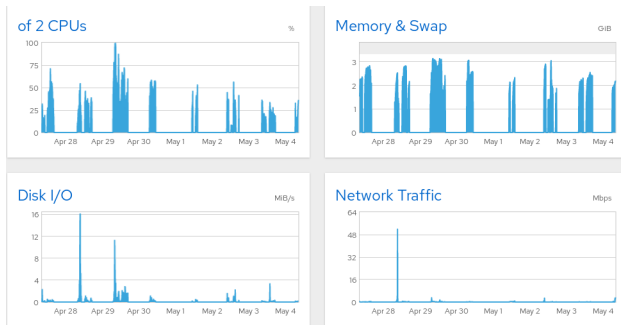 of 2 CPUs %
100
75
50
25
0
Apr 28 Apr 29 Apr 30 May 1 May 2 May 3 May 4
Memory & Swap GiB
3
2
1
0
Apr 28 Apr 29 Apr 30 May 1 May 2 May 3 May 4
Disk I/O MiB/s
16
12
8
4
0
Apr 28 Apr 29 Apr 30 May 1 May 2 May 3 May 4
Network Traffic Mbps
64
48
32
16
0
Apr 28 Apr 29 Apr 30 May 1 May 2 May 3 May 4